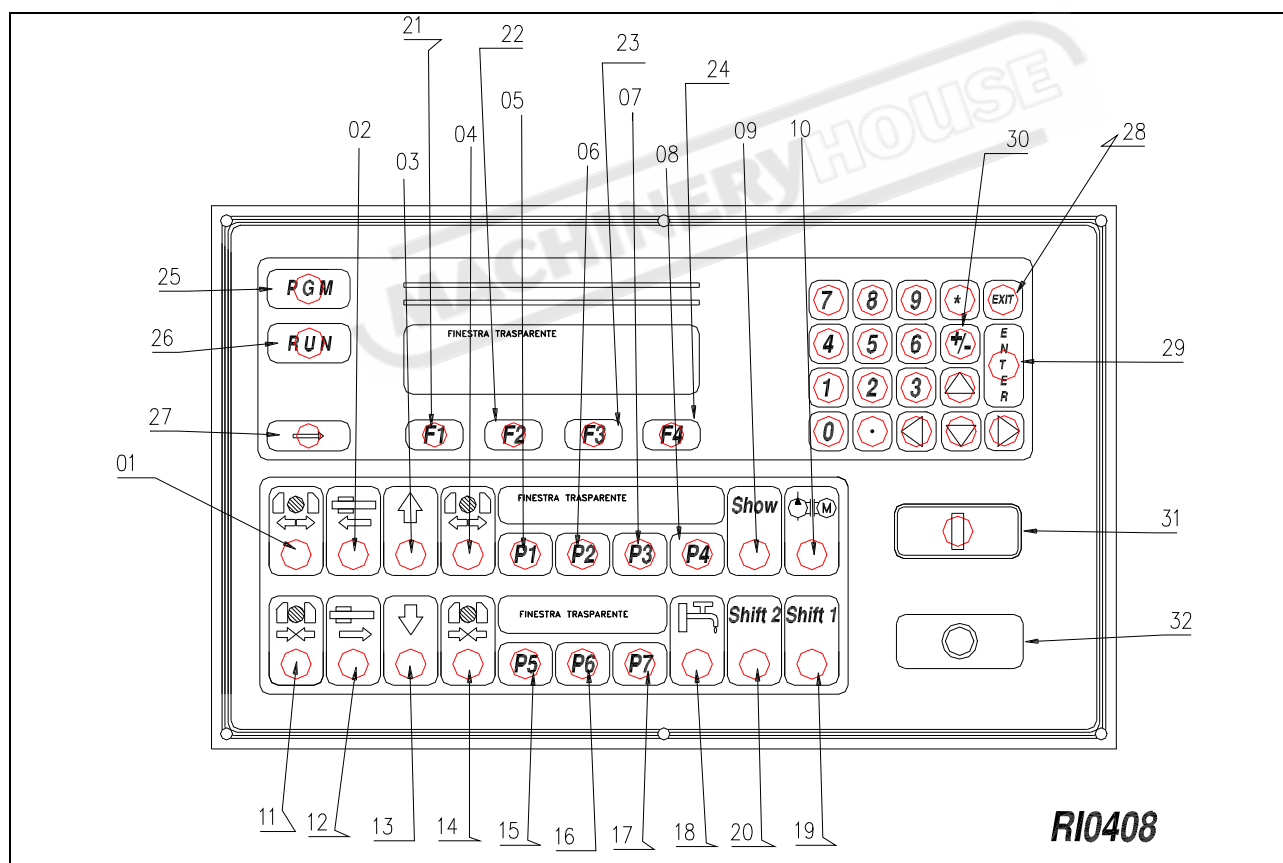 MACHINERYHOUSE
21
22
23
24
05
07
02
03
04
06
08
09
10
30
28
25
PGM
26
RUN
27
FINESTRA TRASPARENTE
F1
F2
F3
F4
7
8
9
*
EXIT
4
5
6
+/-
ENTER
1
2
3
0
.
29
01
FINESTRA TRASPARENTE
Show
M
P1
P2
P3
P4
31
FINESTRA TRASPARENTE
Shift 2
Shift 1
P5
P6
P7
32
11
12
13
14
15
16
17
18
20
19
RI0408